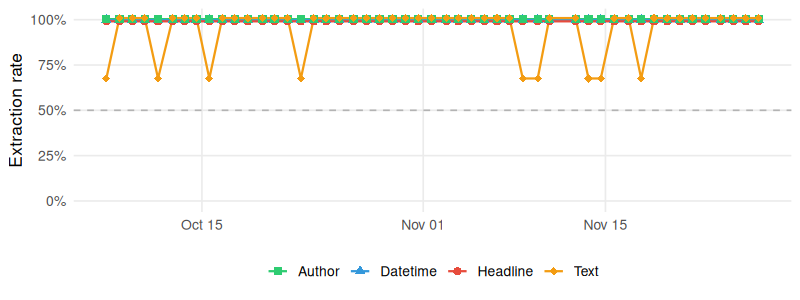 Extraction rate
100%
75%
50%
25%
0%
Oct 15 Nov 01 Nov 15
Author Datetime Headline Text